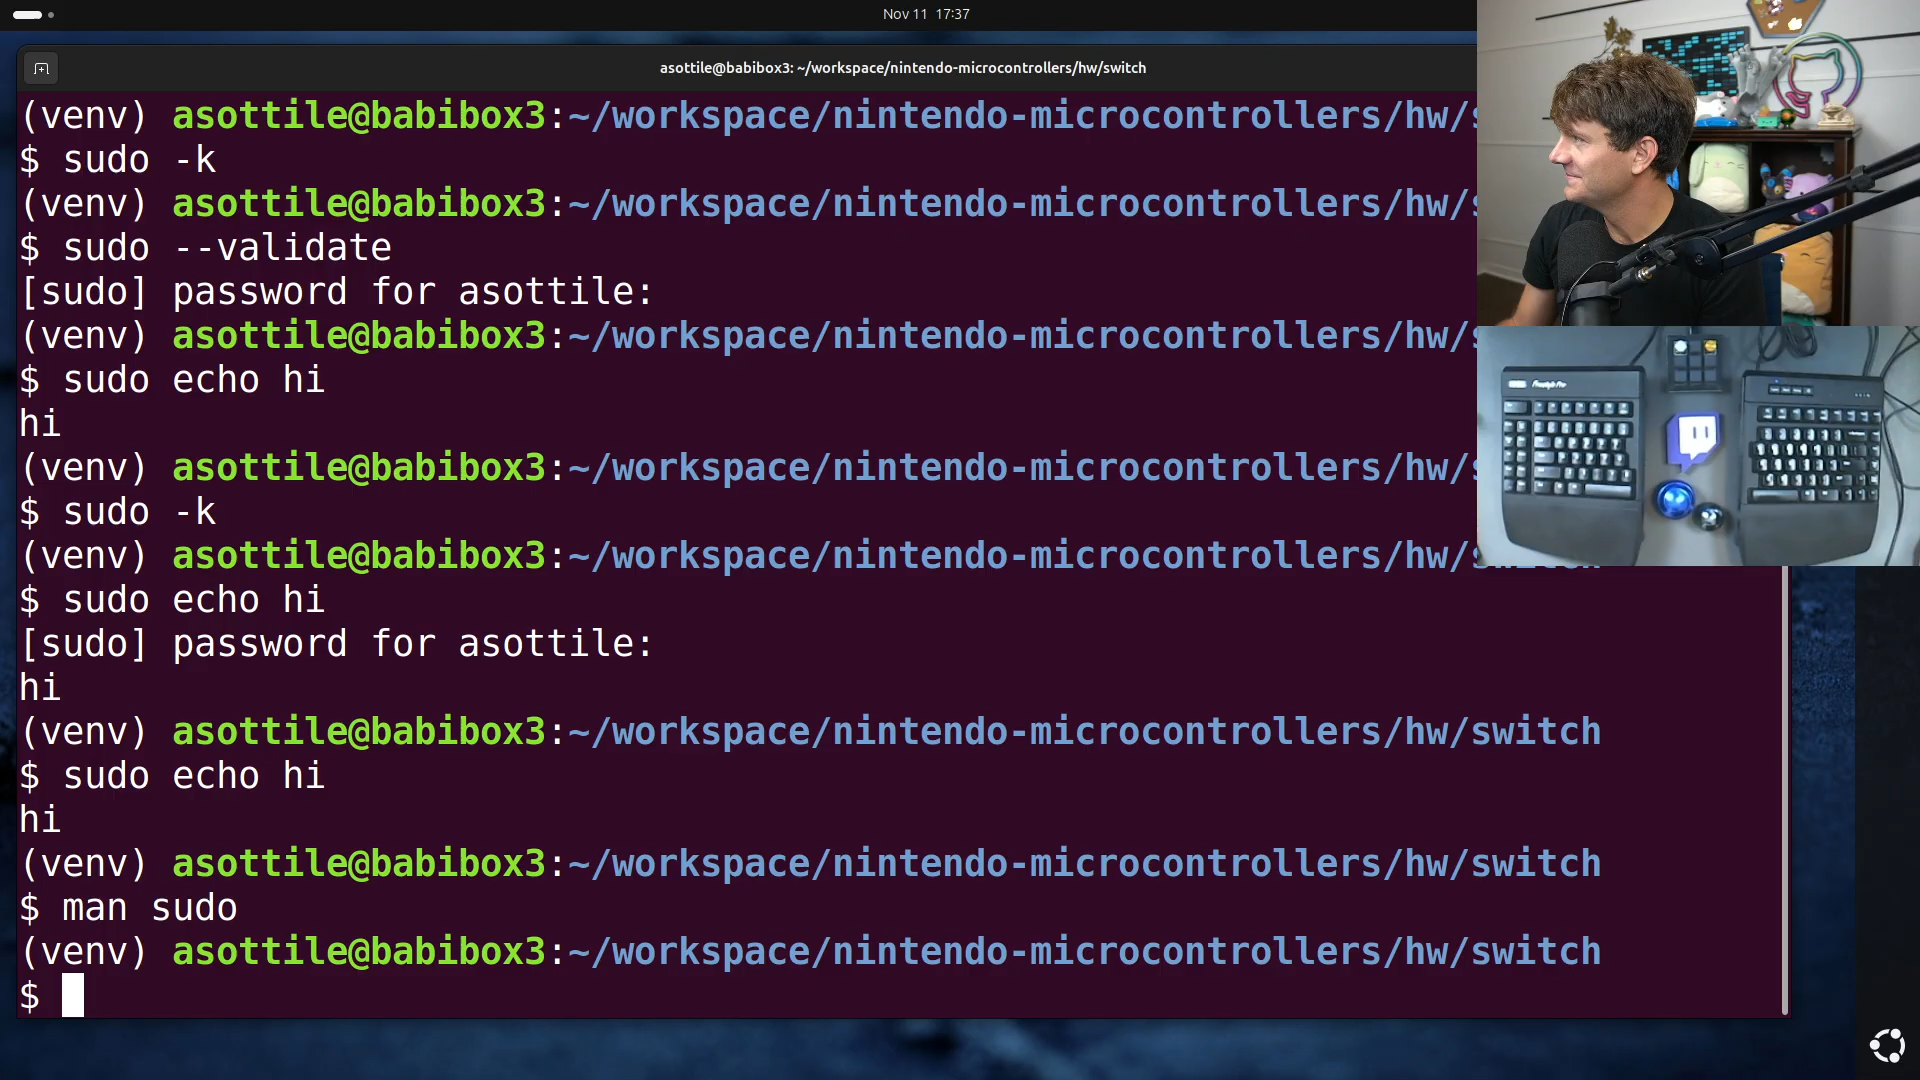 Nov 11 17:37
asottile@babibox3: ~/workspace/nintendo-microcontrollers/hw/switch
(venv) asottile@babibox3:~/workspace/nintendo-microcontrollers/hw/s
$ sudo -k
(venv) asottile@babibox3:~/workspace/nintendo-microcontrollers/hw/s
$ sudo --validate
[sudo] password for asottile:
(venv) asottile@babibox3:~/workspace/nintendo-microcontrollers/hw/s
$ sudo echo hi
hi
(venv) asottile@babibox3:~/workspace/nintendo-microcontrollers/hw/s
$ sudo -k
(venv) asottile@babibox3:~/workspace/nintendo-microcontrollers/hw/switch
$ sudo echo hi
[sudo] password for asottile:
hi
(venv) asottile@babibox3:~/workspace/nintendo-microcontrollers/hw/switch
$ sudo echo hi
hi
(venv) asottile@babibox3:~/workspace/nintendo-microcontrollers/hw/switch
$ man sudo
(venv) asottile@babibox3:~/workspace/nintendo-microcontrollers/hw/switch
$
Freestyle Pro